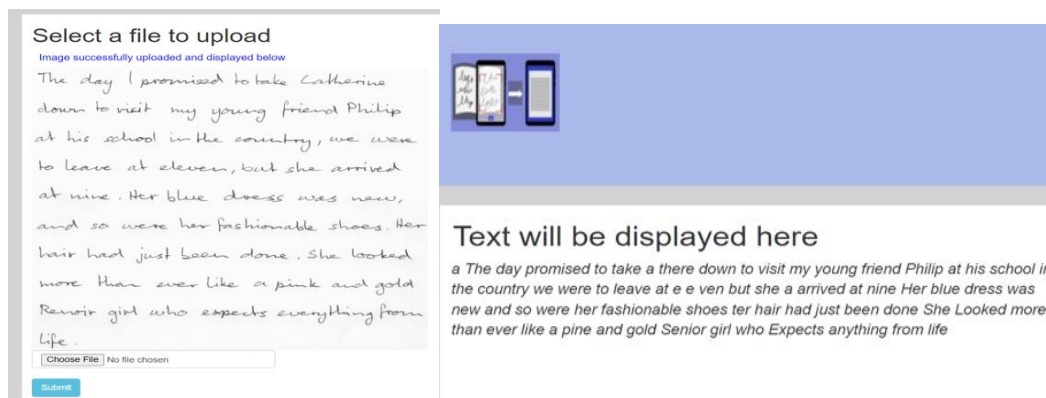 Select a file to upload
Image successfully uploaded and displayed below
The day I promised to take Catherine
down to visit my young friend Philip
at his school in the country, we were
to leave at eleven, but she arrived
at nine. Her blue dress was new,
and so were her fashionable shoes. Her
hair had just been done. She looked
more than ever like a pink and gold
Renoir girl who expects everything from
life.
Choose File No file chosen
Submit
Text will be displayed here
a The day promised to take a there down to visit my young friend Philip at his school in
the country we were to leave at e e ven but she a arrived at nine Her blue dress was
new and so were her fashionable shoes ter hair had just been done She Looked more
than ever like a pine and gold Senior girl who Expects anything from life